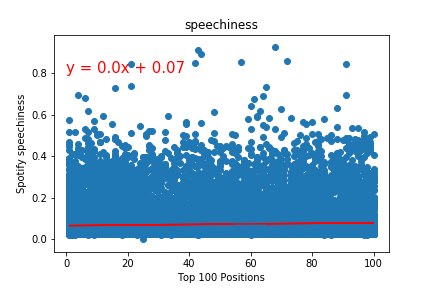 speechiness
y = 0.0x + 0.07
Spotify speechiness
0.8
0.6
0.4
0.2
0.0
0 20 40 60 80 100
Top 100 Positions